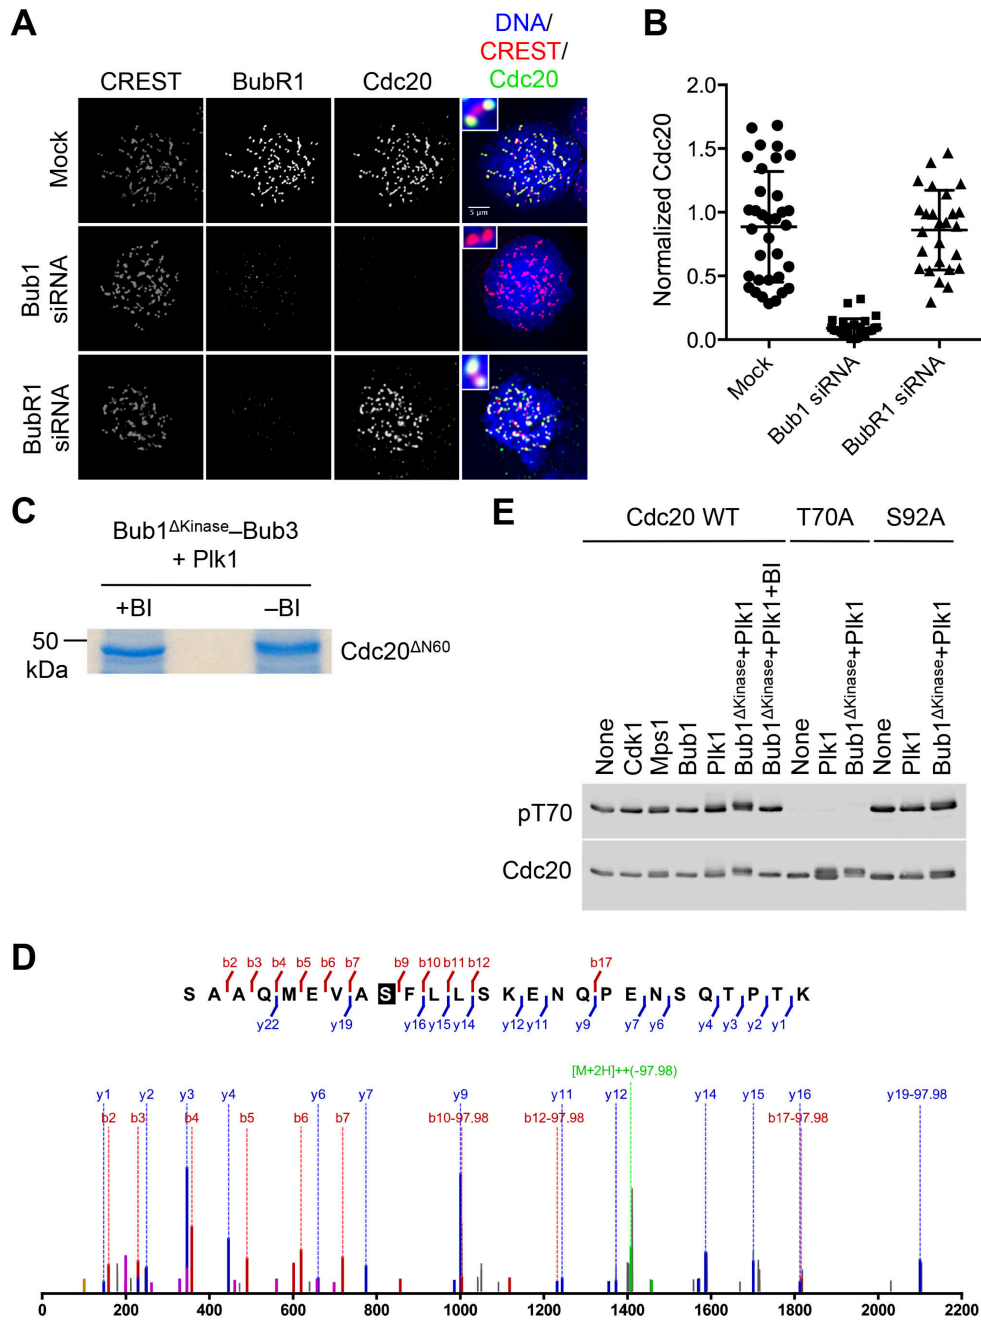 A
DNA/
CREST/
Cdc20
CREST
BubR1
Cdc20
Mock
5 µm
Bub1
siRNA
BubR1
siRNA
B
Normalized Cdc20
2.0
1.5
1.0
0.5
0.0
Mock
Bub1 siRNA
BubR1 siRNA
C
Bub1ΔKinase–Bub3
+ Plk1
+BI
–BI
50
kDa
Cdc20ΔN60
E
Cdc20 WT
T70A
S92A
None
Cdk1
Mps1
Bub1
Plk1
Bub1ΔKinase+Plk1
Bub1ΔKinase+Plk1+BI
None
Plk1
Bub1ΔKinase+Plk1
None
Plk1
Bub1ΔKinase+Plk1
pT70
Cdc20
D
b2 b3 b4 b5 b6 b7 b9 b10 b11 b12 b17
S A A Q M E V A S F L L S K E N Q P E N S Q T P T K
y22 y19 y16 y15 y14 y12 y11 y9 y7 y6 y4 y3 y2 y1
[M+2H]++(-97.98)
y1 y2 y3 y4 y6 y7 y9 y11 y12 y14 y15 y16 y19-97.98
b2 b3 b4 b5 b6 b7 b10-97.98 b12-97.98 b17-97.98
0 200 400 600 800 1000 1200 1400 1600 1800 2000 2200